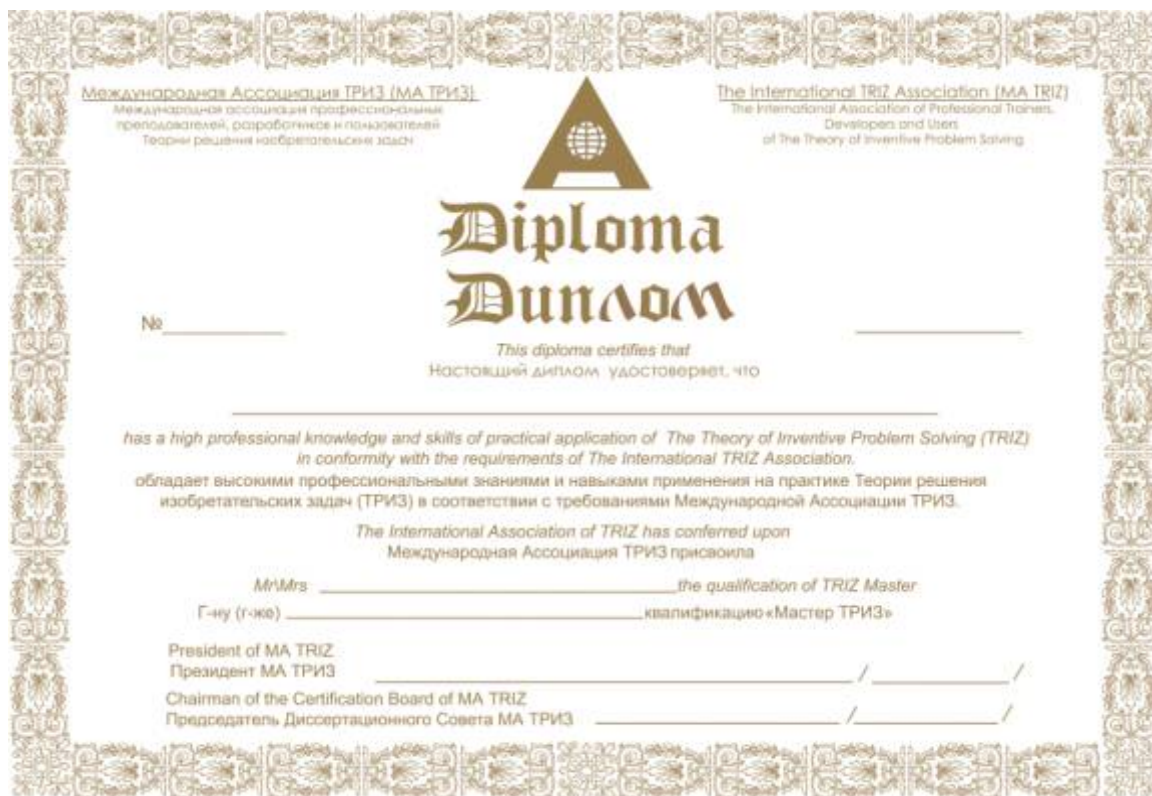 Международная Ассоциация ТРИЗ (МА ТРИЗ)
Международная ассоциация профессиональных
преподавателей, разработчиков и пользователей
Теории решения изобретательских задач
The International TRIZ Association (MA TRIZ)
The International Association of Professional Trainers,
Developers and Users
of The Theory of Inventive Problem Solving
Diploma
Диплом
№
This diploma certifies that
Настоящий диплом удостоверяет, что
has a high professional knowledge and skills of practical application of The Theory of Inventive Problem Solving (TRIZ)
in conformity with the requirements of The International TRIZ Association.
обладает высокими профессиональными знаниями и навыками применения на практике Теории решения
изобретательских задач (ТРИЗ) в соответствии с требованиями Международной Ассоциации ТРИЗ.
The International Association of TRIZ has conferred upon
Международная Ассоциация ТРИЗ присвоила
Mr\Mrs the qualification of TRIZ Master
Г-ну (г-же) квалификацию «Мастер ТРИЗ»
President of MA TRIZ
Президент МА ТРИЗ / /
Chairman of the Certification Board of MA TRIZ
Председатель Диссертационного Совета МА ТРИЗ / /